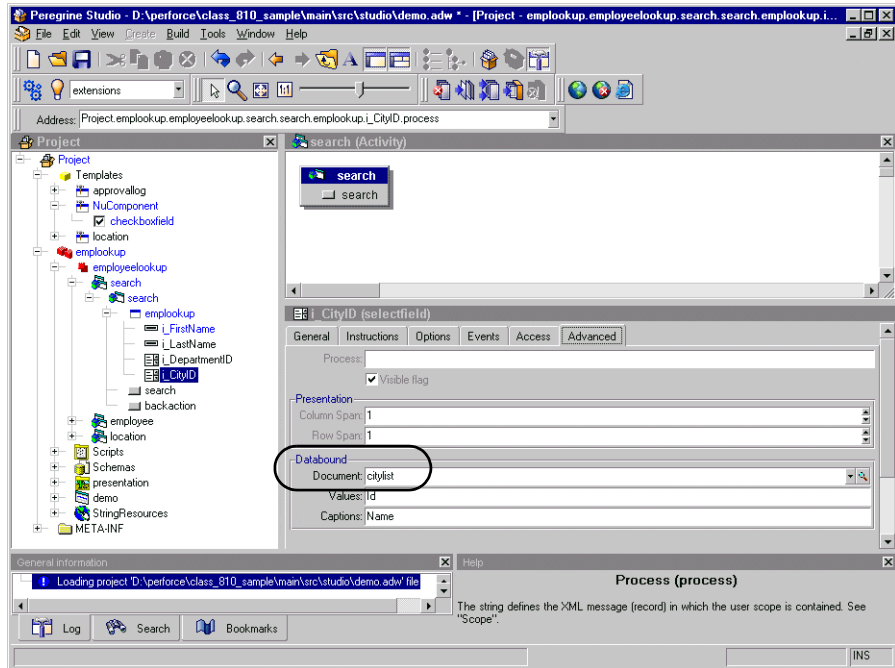 Peregrine Studio - D:\perforce\class_810_sample\main\src\studio\demo.adw * - [Project - emplookup.employeelookup.search.search.emplookup.i...
File Edit View Create Build Tools Window Help
extensions
Address: Project.emplookup.employeelookup.search.search.emplookup.i_CityID.process
Project
Project
Templates
approvallog
NuComponent
checkboxfield
location
emplookup
employeelookup
search
search
emplookup
i_FirstName
i_LastName
i_DepartmentID
i_CityID
search
backaction
employee
location
Scripts
Schemas
presentation
demo
StringResources
META-INF
search (Activity)
search
search
i_CityID (selectfield)
General Instructions Options Events Access Advanced
Process:
Visible flag
Presentation
Column Span: 1
Row Span: 1
Databound
Document: citylist
Values: Id
Captions: Name
General information
Loading project 'D:\perforce\class_810_sample\main\src\studio\demo.adw' file
Log Search Bookmarks
Help
Process (process)
The string defines the XML message (record) in which the user scope is contained. See
"Scope".
INS